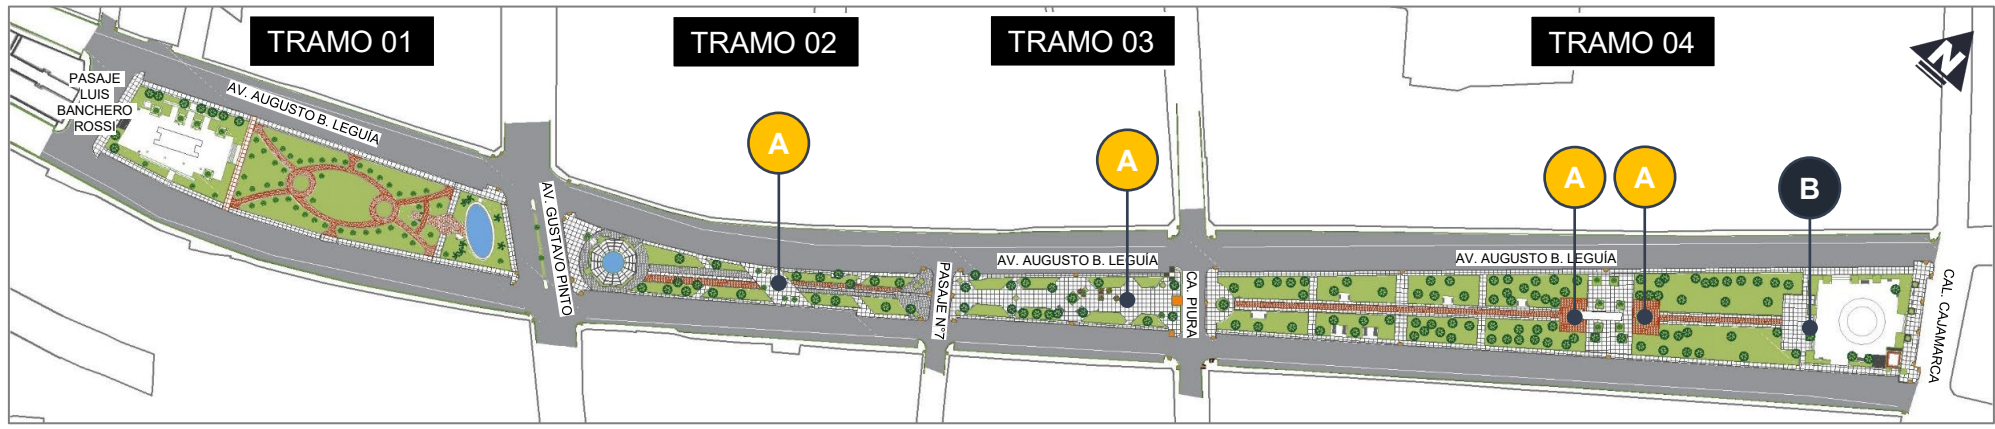 TRAMO 01
TRAMO 02
TRAMO 03
TRAMO 04
N
PASAJE
LUIS
BANCHERO
ROSSI
AV. AUGUSTO B. LEGUÍA
AV. GUSTAVO PINTO
A
PASAJE N°7
AV. AUGUSTO B. LEGUÍA
A
CA. PIURA
AV. AUGUSTO B. LEGUÍA
A
A
B
CAL. CAJAMARCA